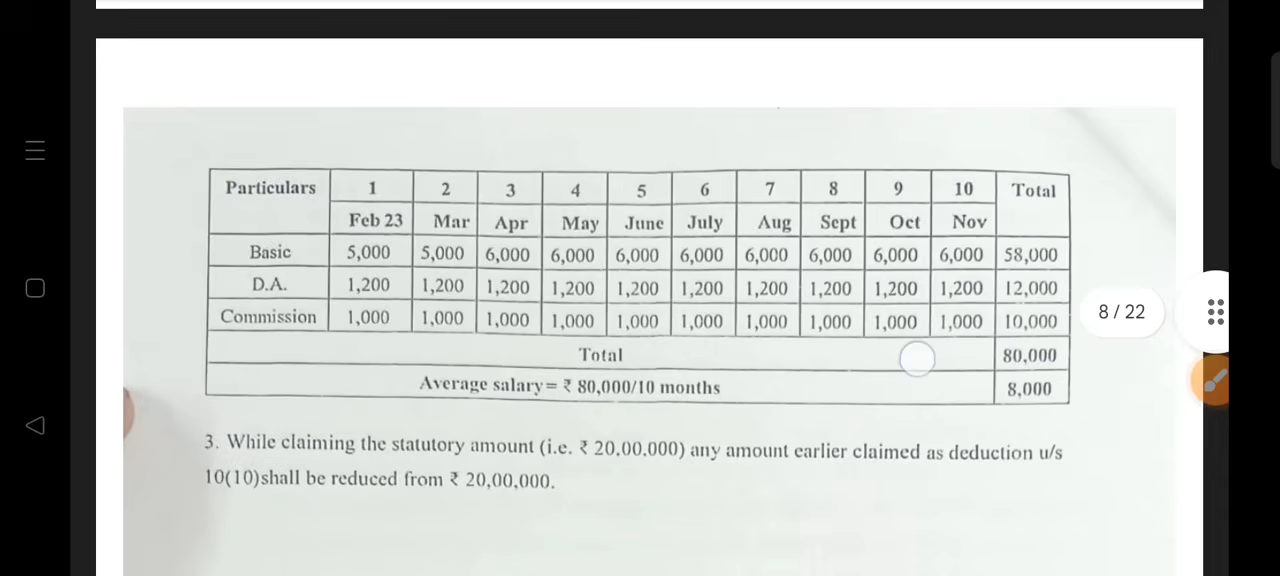 Particulars 1 2 3 4 5 6 7 8 9 10 Total
Feb 23 Mar Apr May June July Aug Sept Oct Nov
Basic 5,000 5,000 6,000 6,000 6,000 6,000 6,000 6,000 6,000 6,000 58,000
D.A. 1,200 1,200 1,200 1,200 1,200 1,200 1,200 1,200 1,200 1,200 12,000
Commission 1,000 1,000 1,000 1,000 1,000 1,000 1,000 1,000 1,000 1,000 10,000
8 / 22
Total 80,000
Average salary= ₹ 80,000/10 months 8,000
3. While claiming the statutory amount (i.e. ₹ 20,00,000) any amount earlier claimed as deduction u/s
10(10)shall be reduced from ₹ 20,00,000.